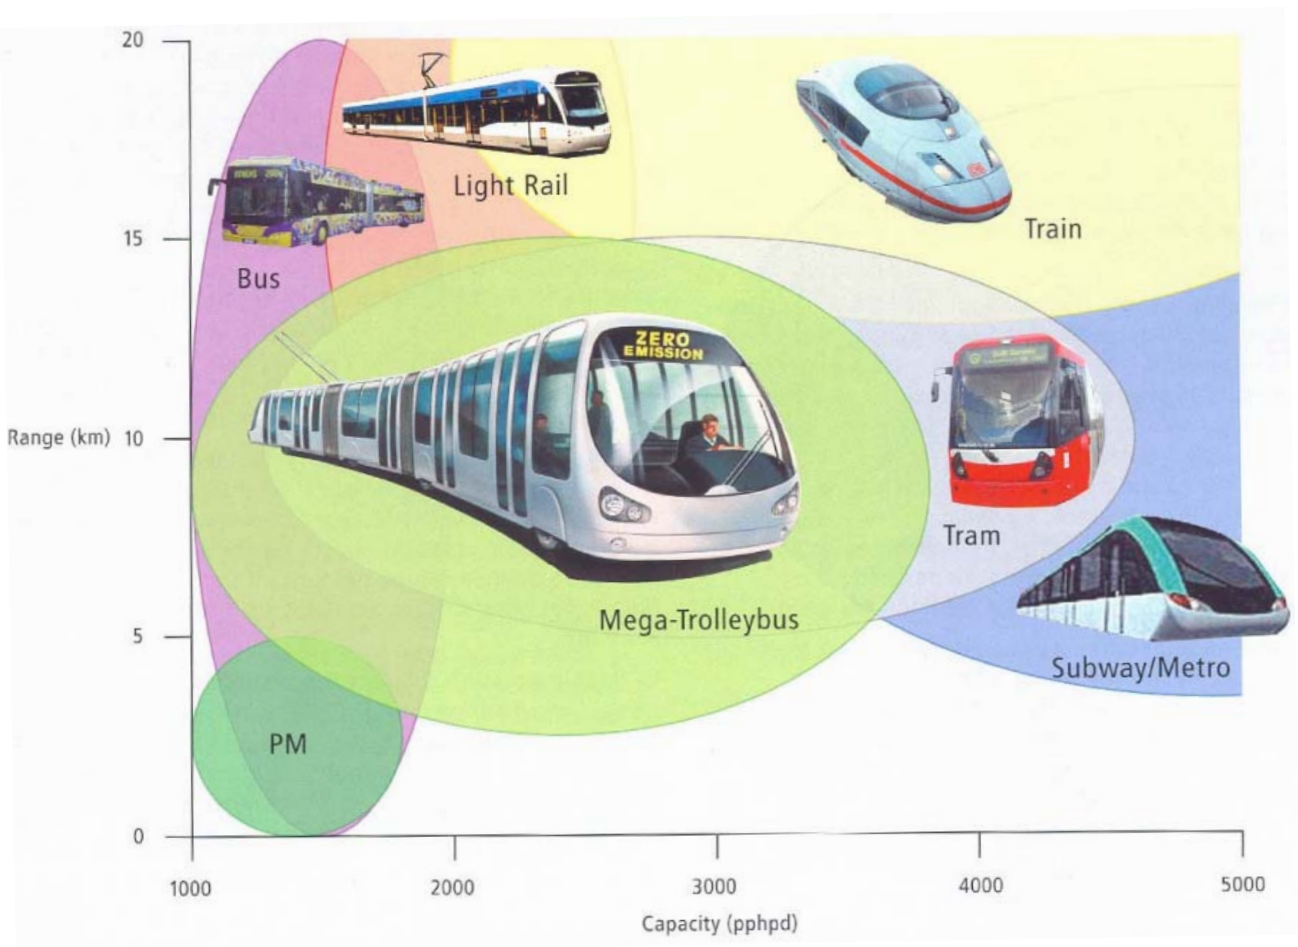 20
Light Rail
15
Train
Bus
ZERO
EMISSION
Range (km)
10
Tram
5
Mega-Trolleybus
Subway/Metro
PM
0
1000
2000
3000
4000
5000
Capacity (pphpd)